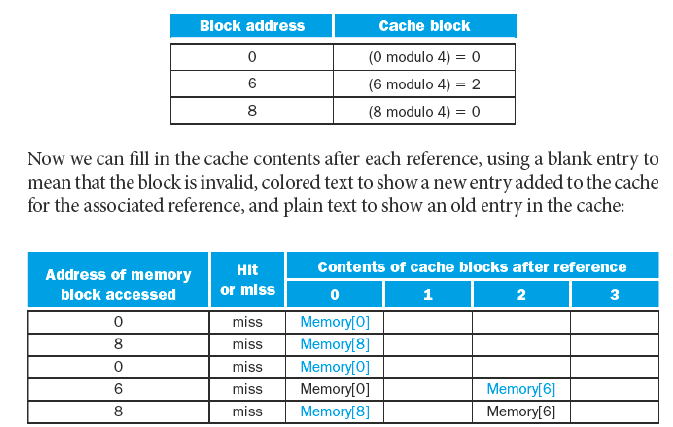 Block address Cache block
0 (0 modulo 4) = 0
6 (6 modulo 4) = 2
8 (8 modulo 4) = 0
Now we can fill in the cache contents after each reference, using a blank entry to
mean that the block is invalid, colored text to show a new entry added to the cache
for the associated reference, and plain text to show an old entry in the cache:
Address of memory block accessed Hit or miss Contents of cache blocks after reference
0 1 2 3
0 miss Memory[0]
8 miss Memory[8]
0 miss Memory[0]
6 miss Memory[0] Memory[6]
8 miss Memory[8] Memory[6]